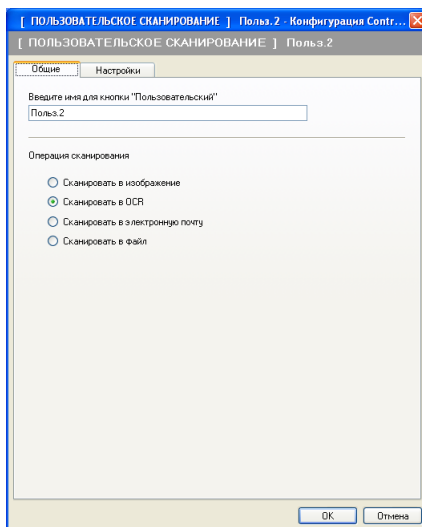 [ ПОЛЬЗОВАТЕЛЬСКОЕ СКАНИРОВАНИЕ ] Польз.2 - Конфигурация Contr...
[ ПОЛЬЗОВАТЕЛЬСКОЕ СКАНИРОВАНИЕ ] Польз.2
Общие Настройки
Введите имя для кнопки "Пользовательский"
Польз.2
Операция сканирования
Сканировать в изображение
Сканировать в OCR
Сканировать в электронную почту
Сканировать в файл
OK Отмена